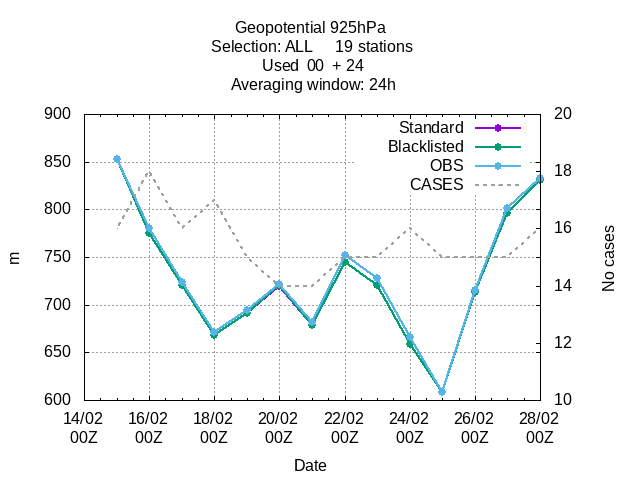 Geopotential 925hPa
Selection: ALL     19 stations
Used  00  + 24
Averaging window: 24h
Standard
Blacklisted
OBS
CASES
900
850
800
750
700
650
600
m
20
18
16
14
12
10
No cases
14/02 16/02 18/02 20/02 22/02 24/02 26/02 28/02
00Z 00Z 00Z 00Z 00Z 00Z 00Z 00Z
Date